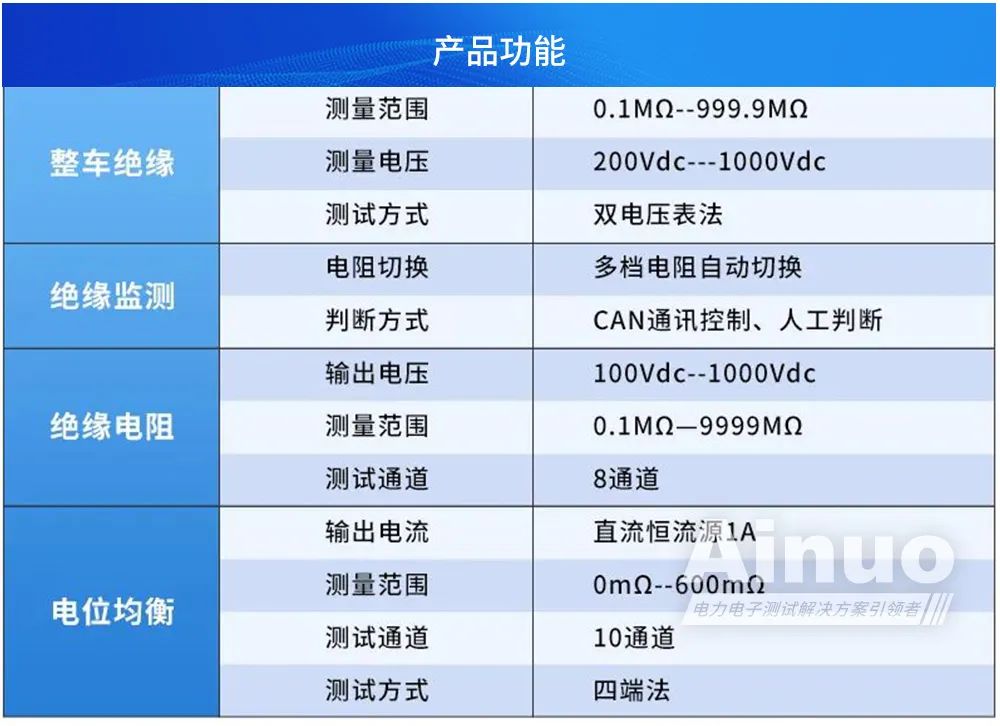 产品功能
整车绝缘
测量范围 0.1MΩ--999.9MΩ
测量电压 200Vdc---1000Vdc
测试方式 双电压表法
绝缘监测
电阻切换 多档电阻自动切换
判断方式 CAN通讯控制、人工判断
绝缘电阻
输出电压 100Vdc--1000Vdc
测量范围 0.1MΩ—9999MΩ
测试通道 8通道
电位均衡
输出电流 直流恒流源1A
测量范围 0mΩ--600mΩ
测试通道 10通道
测试方式 四端法
Ainuo
电力电子测试解决方案引领者